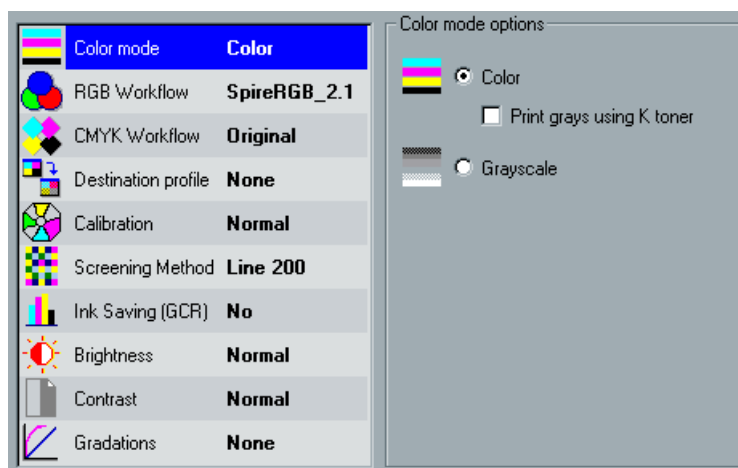 Color mode Color
RGB Workflow SpireRGB_2.1
CMYK Workflow Original
Destination profile None
Calibration Normal
Screening Method Line 200
Ink Saving (GCR) No
Brightness Normal
Contrast Normal
Gradations None
Color mode options
Color
Print grays using K toner
Grayscale